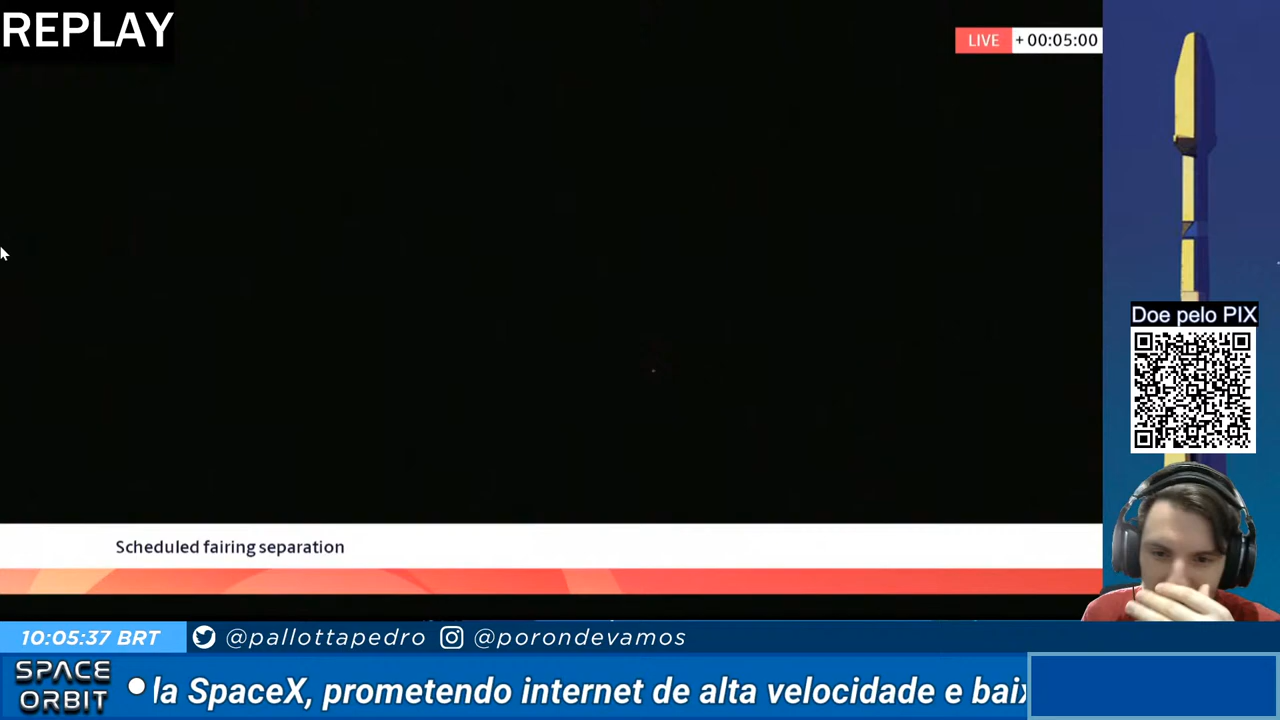 REPLAY
LIVE + 00:05:00
Doe pelo PIX
Scheduled fairing separation
10:05:37 BRT @pallottapedro @porondevamos
SPACE ORBIT
la SpaceX, prometendo internet de alta velocidade e baix